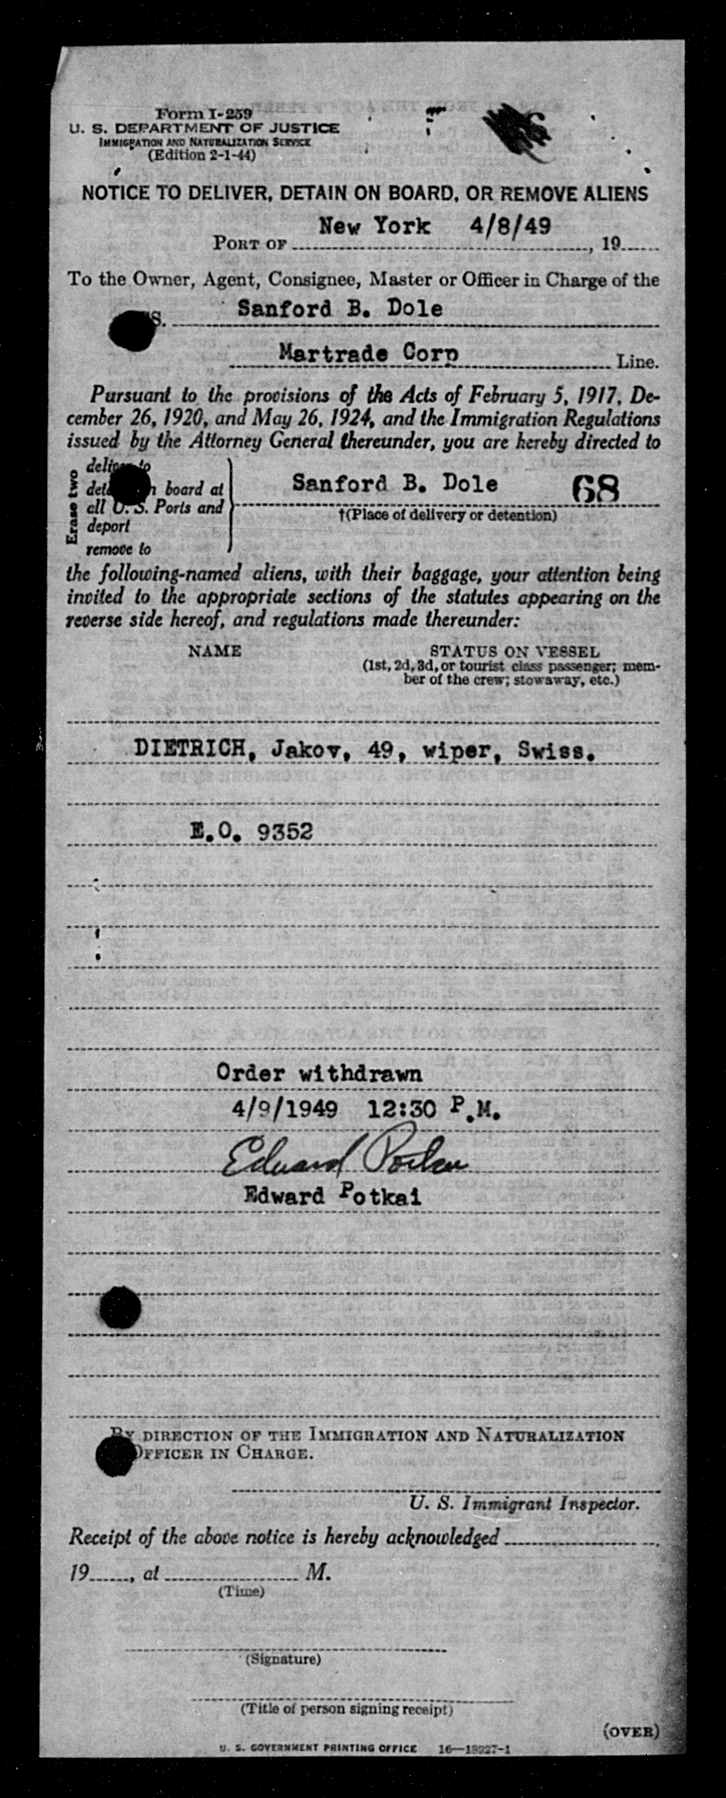 Form I-259
U. S. DEPARTMENT OF JUSTICE
IMMIGRATION AND NATURALIZATION SERVICE
(Edition 2-1-44)
NOTICE TO DELIVER, DETAIN ON BOARD, OR REMOVE ALIENS
New York 4/8/49
PORT OF , 19
To the Owner, Agent, Consignee, Master or Officer in Charge of the
S. Sanford B. Dole
Martrade Corp Line.
Pursuant to the provisions of the Acts of February 5, 1917, De-
cember 26, 1920, and May 26, 1924, and the Immigration Regulations
issued by the Attorney General thereunder, you are hereby directed to
Erase two
deliver to
board at
all U. S. Ports and
deport
remove to
Sanford B. Dole 68
†(Place of delivery or detention)
the following-named aliens, with their baggage, your attention being
invited to the appropriate sections of the statutes appearing on the
reverse side hereof, and regulations made thereunder:
NAME STATUS ON VESSEL
(1st, 2d, 3d, or tourist class passenger; mem-
ber of the crew; stowaway, etc.)
DIETRICH, Jakov, 49, wiper, Swiss.
E.O. 9352
Order withdrawn
4/9/1949 12:30 P.M.
Edward Potkai
Edward Potkai
BY DIRECTION OF THE IMMIGRATION AND NATURALIZATION
OFFICER IN CHARGE.
U. S. Immigrant Inspector.
Receipt of the above notice is hereby acknowledged ,
19 , at M.
(Time)
(Signature)
(Title of person signing receipt)
(OVER)
U. S. GOVERNMENT PRINTING OFFICE 16—19227-1